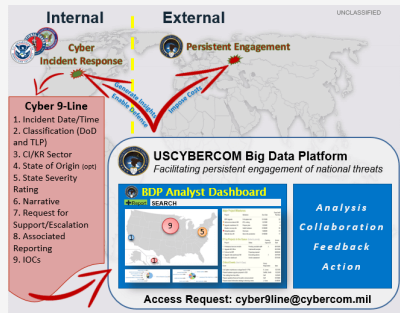 UNCLASSIFIED
Internal
External
Cyber
Incident Response
Persistent Engagement
Generate Insights
Enable Defense
Impose Costs
Cyber 9-Line
1. Incident Date/Time
2. Classification (DoD
and TLP)
3. CI/KR Sector
4. State of Origin (opt)
5. State Severity
Rating
6. Narrative
7. Request for
Support/Escalation
8. Associated
Reporting
9. IOCs
USCYBERCOM Big Data Platform
Facilitating persistent engagement of national threats
BDP Analyst Dashboard
Report
SEARCH
9
5
Analysis
Collaboration
Feedback
Action
Access Request: cyber9line@cybercom.mil